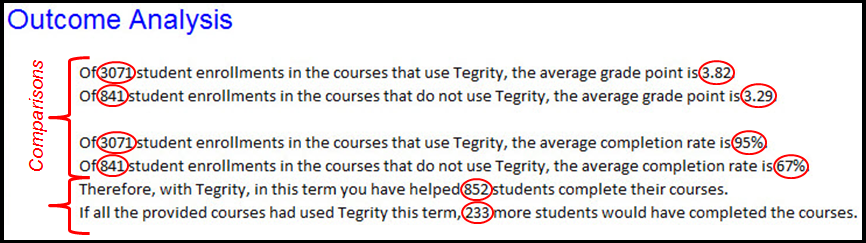 Outcome Analysis
Comparisons
Of 3071 student enrollments in the courses that use Tegrity, the average grade point is 3.82
Of 841 student enrollments in the courses that do not use Tegrity, the average grade point is 3.29
Of 3071 student enrollments in the courses that use Tegrity, the average completion rate is 95%
Of 841 student enrollments in the courses that do not use Tegrity, the average completion rate is 67%
Therefore, with Tegrity, in this term you have helped 852 students complete their courses.
If all the provided courses had used Tegrity this term, 233 more students would have completed the courses.